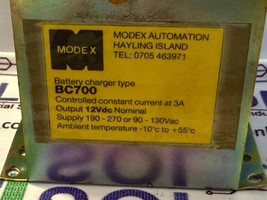 MODEX
MODEX AUTOMATION
HAYLING ISLAND
Tel: 0705 463971
Battery charger type
BC700
Controlled constant current at 3A
Output 12Vdc Nominal
Supply 190 - 270 or 90 - 130Vac
Ambient temperature -10°c to +55°c